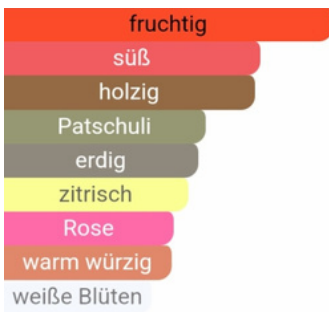 fruchtig
süß
holzig
Patschuli
erdig
zitrisch
Rose
warm würzig
weiße Blüten